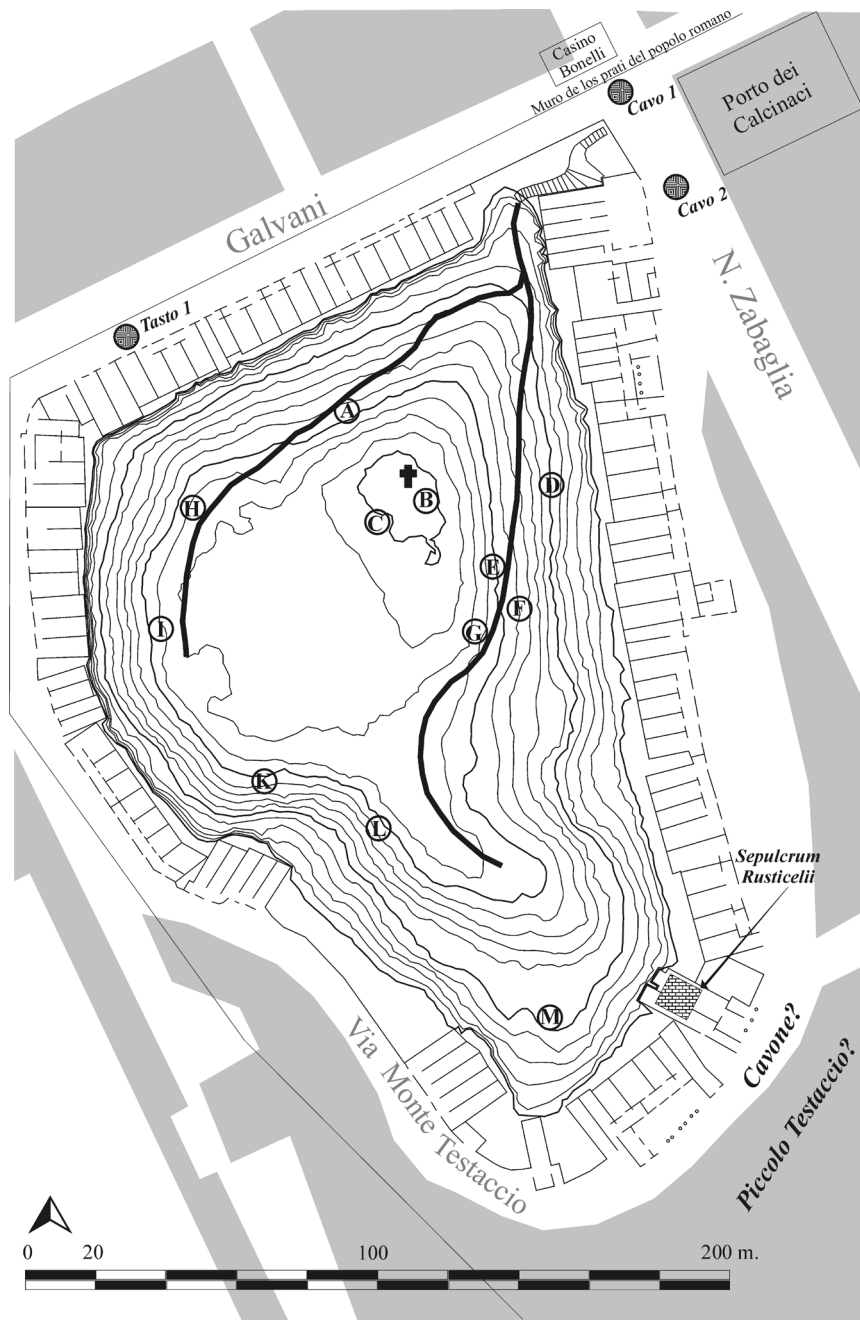 Casino
Bonelli
Muro de los prati del popolo romano
Cavo 1
Porto dei
Calcinaci
Cavo 2
Galvani
N. Zabaglia
Tasto 1
A
B
C
D
H
E
F
G
I
K
L
Sepulcrum
Rusticelii
M
Cavone?
Piccolo Testaccio?
Via Monte Testaccio
0 20 100 200 m.